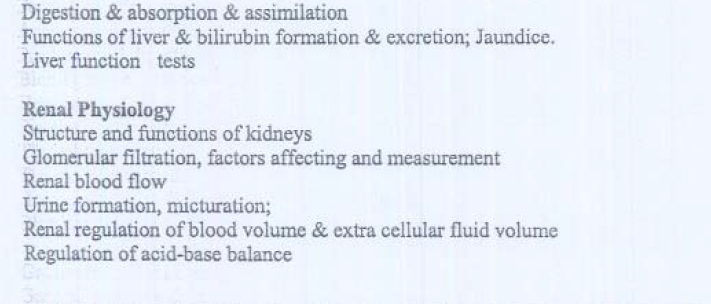 Digestion & absorption & assimilation
Functions of liver & bilirubin formation & excretion; Jaundice.
Liver function tests
Renal Physiology
Structure and functions of kidneys
Glomerular filtration, factors affecting and measurement
Renal blood flow
Urine formation, micturation;
Renal regulation of blood volume & extra cellular fluid volume
Regulation of acid-base balance